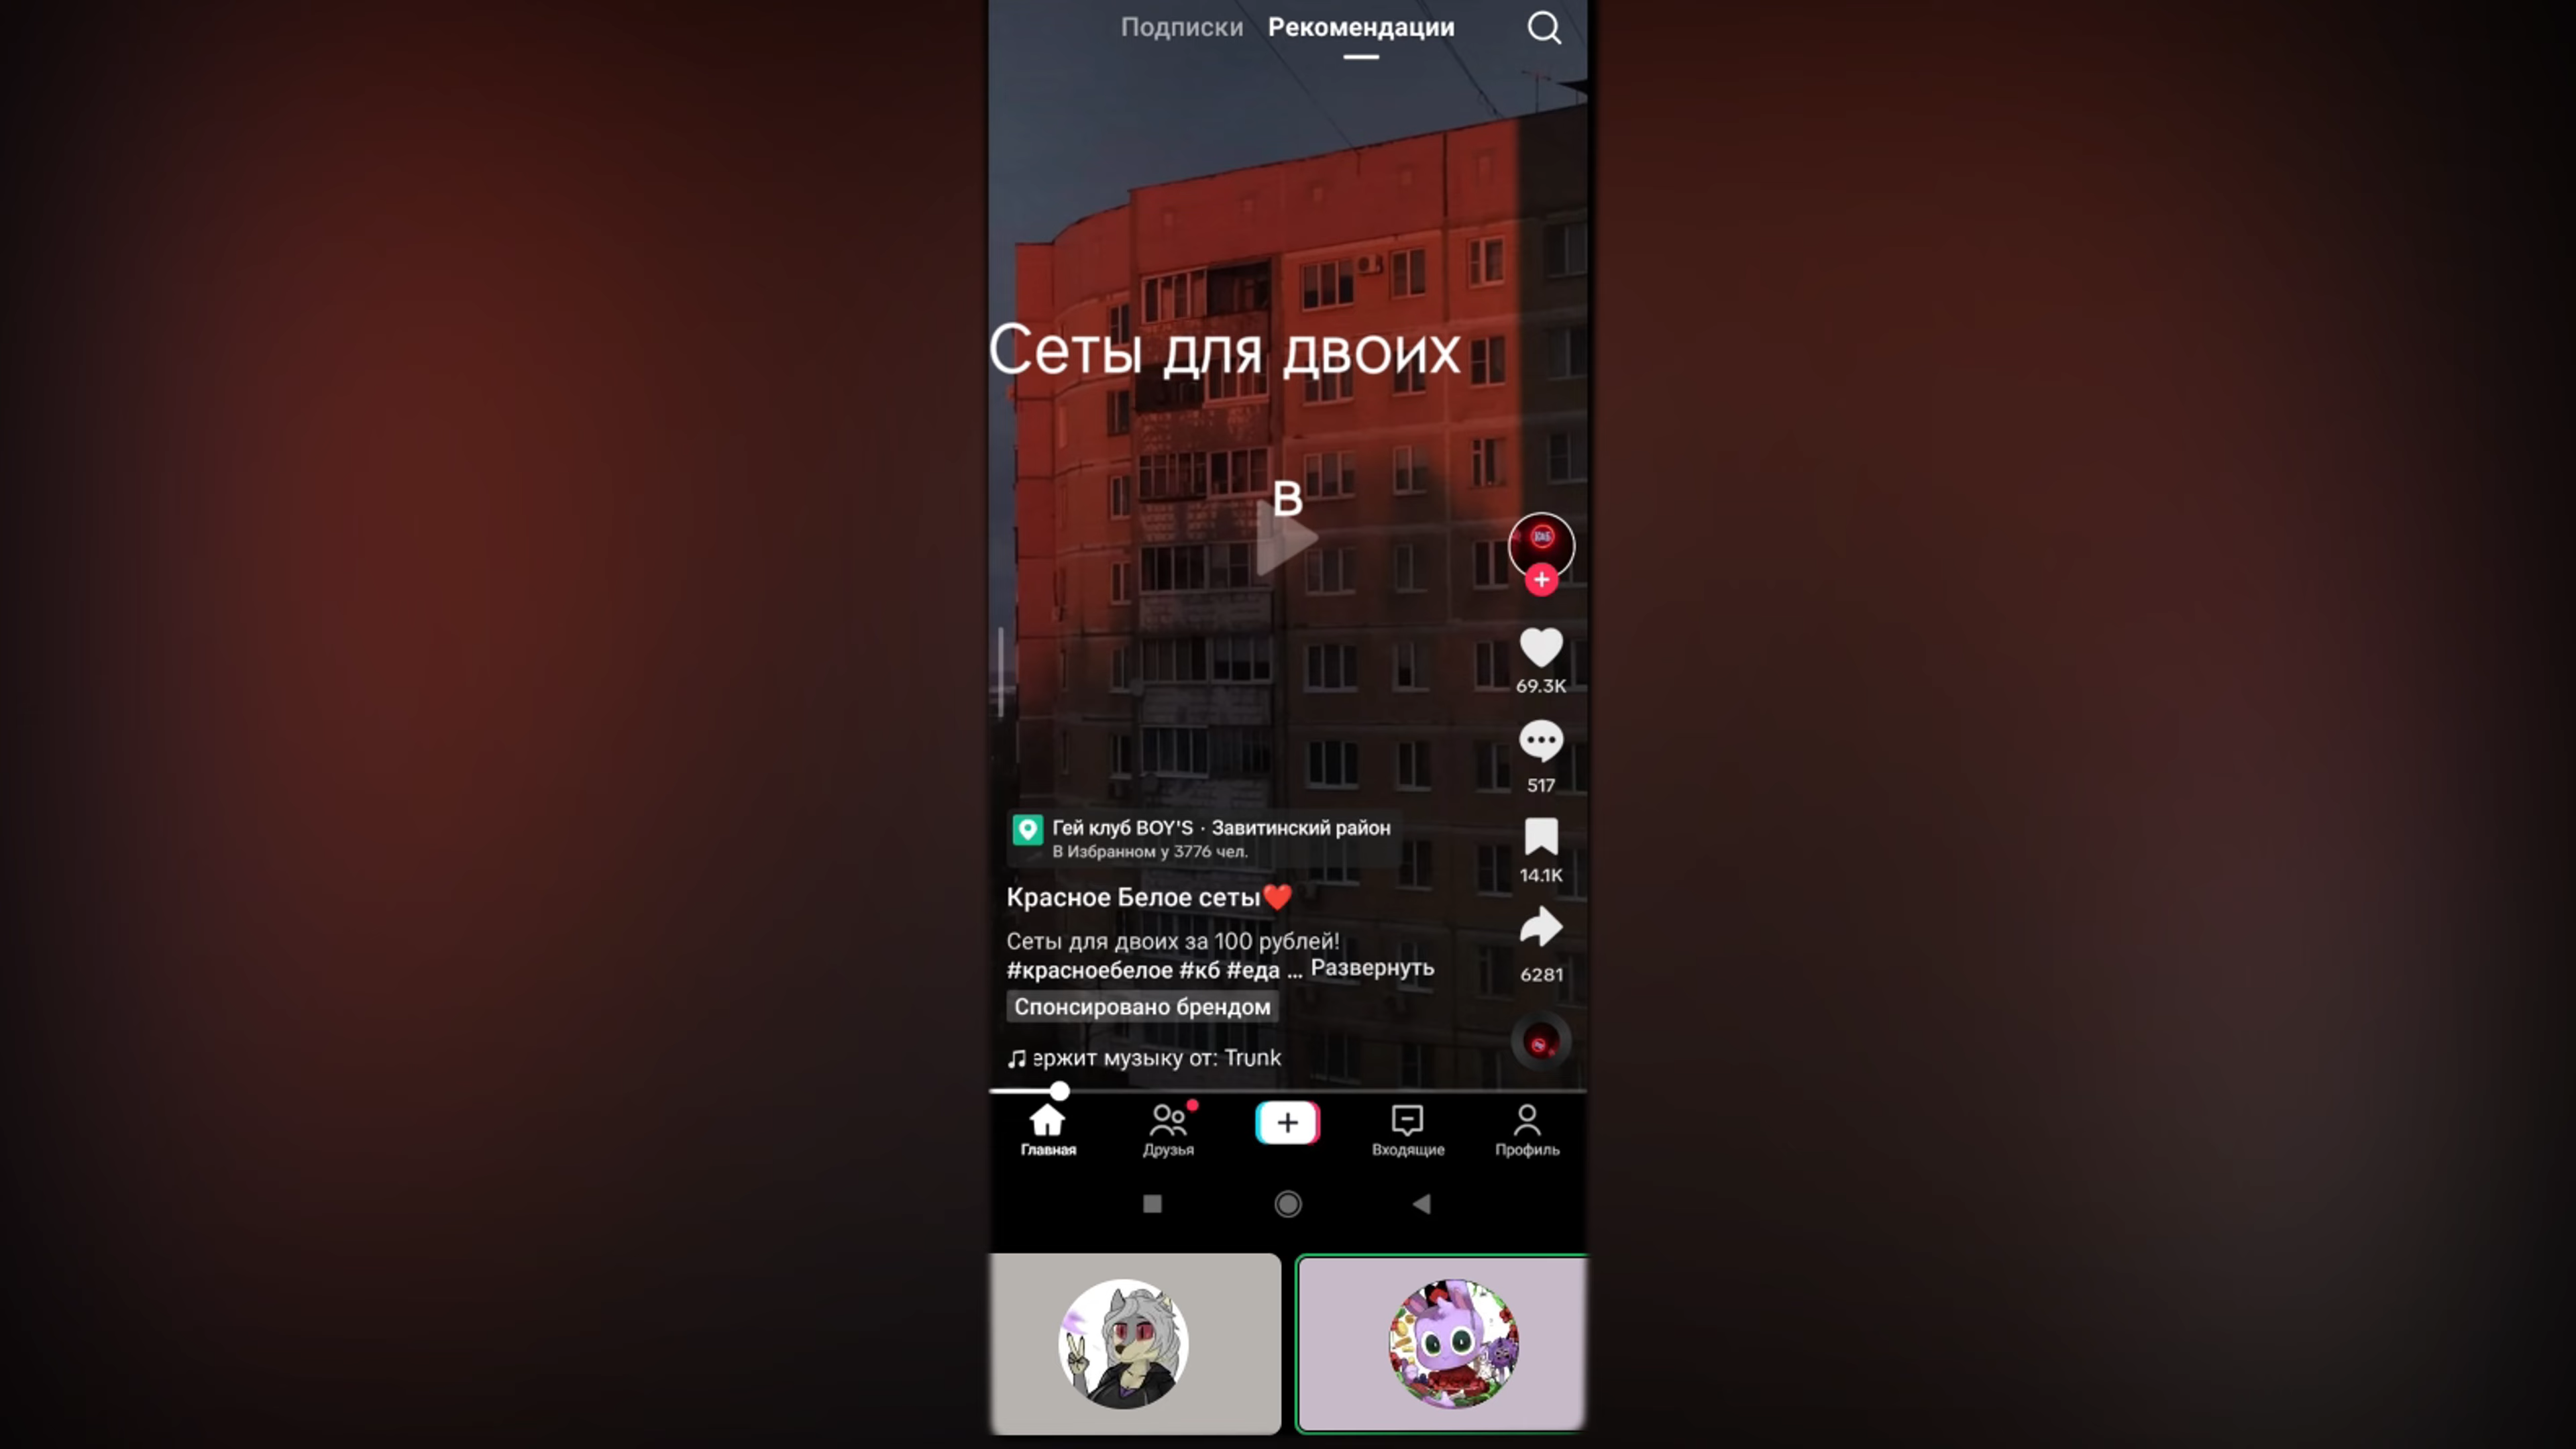 Подписки Рекомендации
Сеты для двоих
в
69.3K
517
14.1K
6281
Гей клуб BOY'S · Завитинский район
В Избранном у 3776 чел.
Красное Белое сеты❤️
Сеты для двоих за 100 рублей!
#красноебелое #кб #еда ... Развернуть
Спонсировано брендом
ержит музыку от: Trunk
Главная Друзья Входящие Профиль